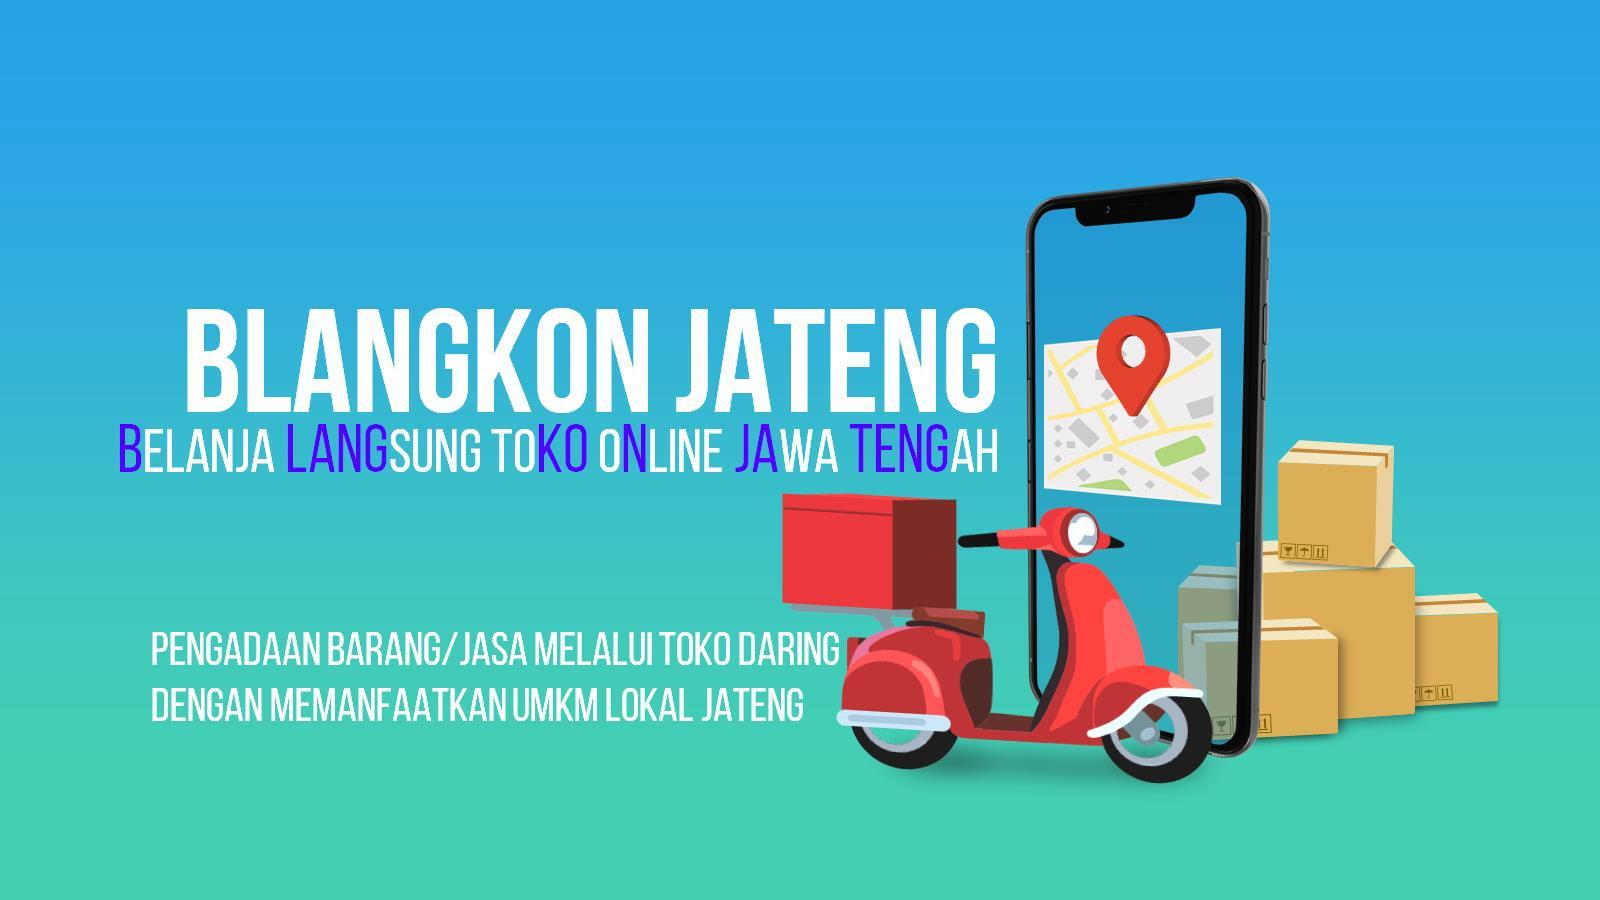 BLANGKON JATENG
BELANJA LANGSUNG TOKO ONLINE JAWA TENGAH
PENGADAAN BARANG/JASA MELALUI TOKO DARING
DENGAN MEMANFAATKAN UMKM LOKAL JATENG